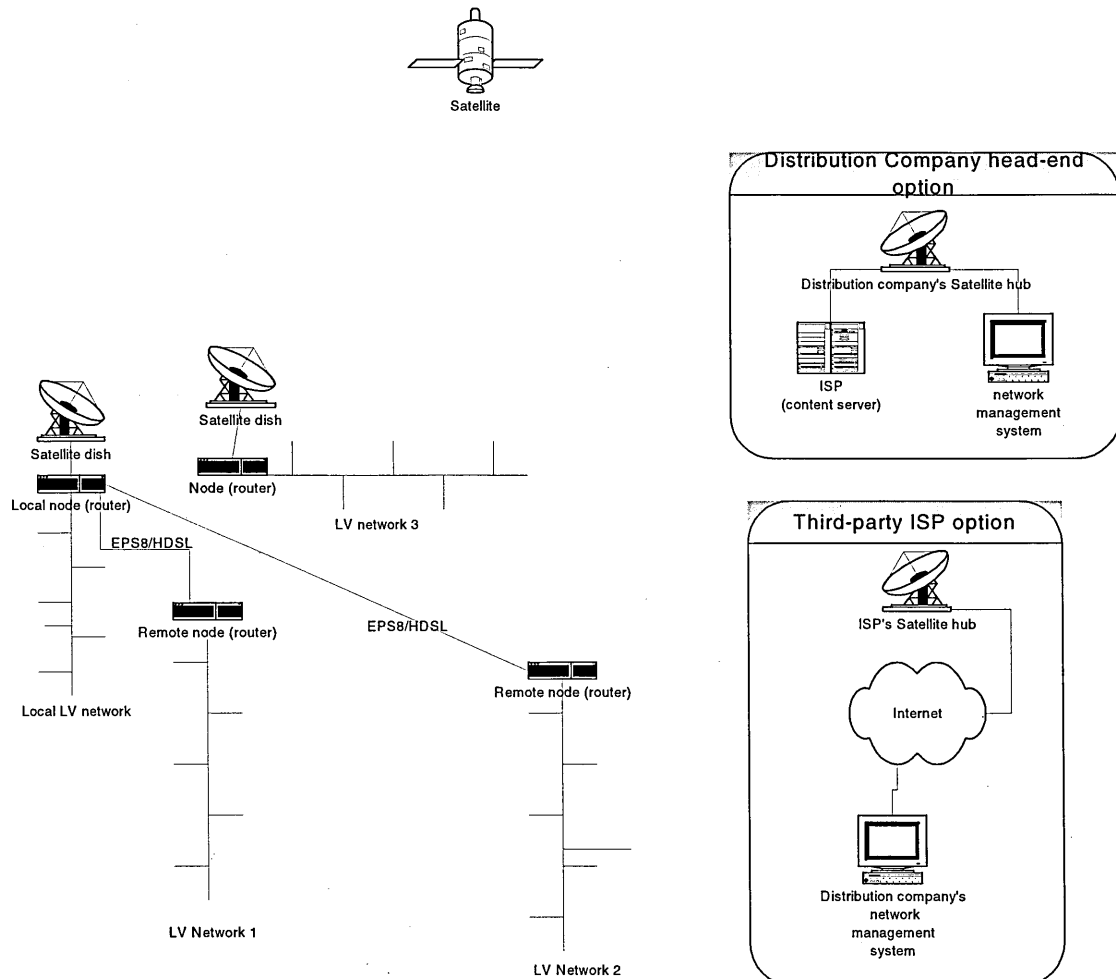 Satellite
Distribution Company head-end
option
Distribution company's Satellite hub
ISP
(content server)
network
management
system
Satellite dish
Satellite dish
Node (router)
Local node (router)
LV network 3
EPS8/HDSL
Remote node (router)
EPS8/HDSL
Remote node (router)
Local LV network
LV Network 1
LV Network 2
Third-party ISP option
ISP's Satellite hub
Internet
Distribution company's
network
management
system